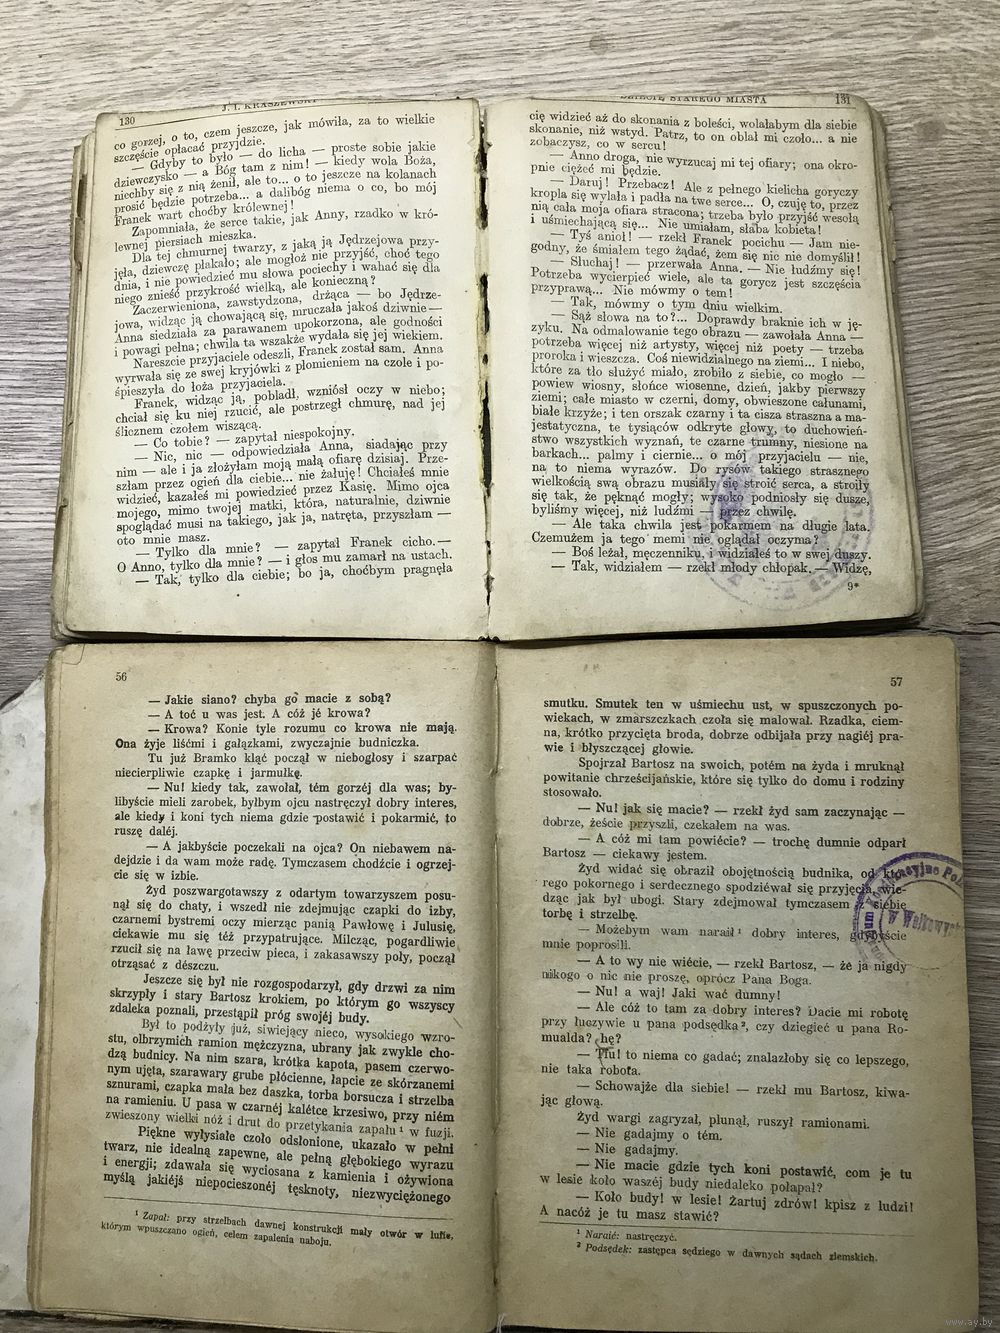 130
J. I. KRASZEWSKI
co gorzej, o to, czem jeszcze, jak mówiła, za to wielkie
szczęście opłacać przyjdzie.
— Gdyby to było — do licha — proste sobie jakie
dziewczysko — a Bóg tam z nim! — kiedy wola Boża,
niechby się z nią żenił, ale to... o to jeszcze na kolanach
prosić będzie potrzeba... a dalibóg niema o co, bo mój
Franek wart choćby królewnej!
Zapomniała, że serce takie, jak Anny, rzadko w kró-
lewnej piersiach mieszka.
Dla tej chmurnej twarzy, z jaką ją Jędrzejowa przy-
jęła, dziewczę płakało; ale mogłoż nie przyjść, choć tego
dnia, i nie powiedzieć mu słowa pociechy i wahać się dla
niego znieść przykrość wielką, ale konieczną?
Zaczerwieniona, zawstydzona, drżąca — bo Jędrze-
jowa, widząc ją chowającą się, mruczała jakoś dziwnie —
Anna siedziała za parawanem upokorzona, ale godności
i powagi pełna; chwila ta wszakże wydała się jej wiekiem.
Nareszcie przyjaciele odeszli, Franek został sam. Anna
wyrwała się ze swej kryjówki z płomieniem na czole i po-
śpieszyła do łoża przyjaciela.
Franek, widząc ją, pobladł, wzniósł oczy w niebo;
chciał się ku niej rzucić, ale postrzegł chmurę, nad jej
ślicznem czołem wiszącą.
— Co tobie? — zapytał niespokojny.
— Nic, nic — odpowiedziała Anna, siadając przy
nim — ale i ja złożyłam moją małą ofiarę dzisiaj. Prze-
szłam przez ogień dla ciebie... nie żałuję! Chciałeś mnie
widzieć, kazałeś mi powiedzieć przez Kasię. Mimo ojca
mojego, mimo twojej matki, która, naturalnie, dziwnie
spoglądać musi na takiego, jak ja, natręta, przyszłam —
oto mnie masz.
— Tylko dla mnie? — zapytał Franek cicho. —
O Anno, tylko dla mnie? — i głos mu zamarł na ustach.
— Tak, tylko dla ciebie; bo ja, choćbym pragnęła
DZIECIĘ STAREGO MIASTA
131
cię widzieć aż do skonania z boleści, wolałabym dla siebie
skonanie, niż wstyd. Patrz, to on oblał mi czoło... a nie
zobaczysz, co w sercu!
— Anno droga, nie wyrzucaj mi tej ofiary; ona okro-
pnie ciężeć mi będzie.
— Daruj! Przebacz! Ale z pełnego kielicha goryczy
kropla się wylała i padła na twe serce... O, czuję to, przez
nią cała moja ofiara stracona; trzeba było przyjść wesołą
i uśmiechającą się... Nie umiałam, słaba kobieta!
— Tyś anioł! — rzekł Franek pocichu — Jam nie-
godny, że śmiałem tego żądać, żem się nic nie domyślił!
— Słuchaj! — przerwała Anna. — Nie łudźmy się!
Potrzeba wycierpieć wiele, ale ta gorycz jest szczęścia
przyprawą... Nie mówmy o tem!
— Tak, mówmy o tym dniu wielkim.
— Sąż słowa na to?... Doprawdy braknie ich w ję-
zyku. Na odmalowanie tego obrazu — zawołała Anna —
potrzeba więcej niż artysty, więcej niż poety — trzeba
proroka i wieszcza. Coś niewidzialnego na ziemi... I niebo,
które za tło służyć miało, zrobiło z siebie, co mogło —
powiew wiosny, słońce wiosenne, dzień, jakby pierwszy
ziemi; całe miasto w czerni, domy, obwieszone całunami,
białe krzyże; i ten orszak czarny i ta cisza straszna a ma-
jestatyczna, te tysiąców odkryte głowy, to duchowień-
stwo wszystkich wyznań, te czarne trumny, niesione na
barkach... palmy i ciernie... o mój przyjacielu — nie,
na to niema wyrazów. Do rysów takiego strasznego
wielkością swą obrazu musiały się stroić serca, a stroiły
się tak, że pęknąć mogły; wysoko podniosły się dusze,
byliśmy więcej, niż ludźmi — przez chwilę.
— Ale taka chwila jest pokarmem na długie lata.
Czemużem ja tego memi nie oglądał oczyma?
— Boś leżał, męczenniku, i widziałeś to w swej duszy.
— Tak, widziałem — rzekł młody chłopak. — Widzę,
9*
56
— Jakie siano? chyba go macie z sobą?
— A toć u was jest. A cóż jé krowa?
— Krowa? Konie tyle rozumu co krowa nie mają.
Ona żyje liśćmi i gałązkami, zwyczajnie budniczka.
Tu już Bramko kląć począł w niebogłosy i szarpać
niecierpliwie czapkę i jarmułkę.
— Nu! kiedy tak, zawołał, tém gorzéj dla was; by-
libyście mieli zarobek, byłbym ojcu nastręczył dobry interes,
ale kiedy i koni tych niema gdzie postawić i pokarmić, to
ruszę daléj.
— A jakbyście poczekali na ojca? On niebawem na-
dejdzie i da wam może radę. Tymczasem chodźcie i ogrzej-
cie się w izbie.
Żyd poszwargotawszy z odartym towarzyszem posu-
nął się do chaty, i wszedł nie zdejmując czapki do izby,
czarnemi bystremi oczy mierząc panią Pawłowę i Julusię,
ciekawie mu się téż przypatrujące. Milcząc, pogardliwie
rzucił się na ławę przeciw pieca, i zakasawszy poły, począł
otrząsać z dészczu.
Jeszcze się był nie rozgospodarzył, gdy drzwi za nim
skrzypły i stary Bartosz krokiem, po którym go wszyscy
zdaleka poznali, przestąpił próg swojéj budy.
Był to podżyły już, siwiejący nieco, wysokiego wzro-
stu, olbrzymich ramion mężczyzna, ubrany jak zwykle cho-
dzą budnicy. Na nim szara, krótka kapota, pasem czerwo-
nym ujęta, szarawary grube płócienne, łapcie ze skórzanemi
sznurami, czapka mała bez daszka, torba borsucza i strzelba
na ramieniu. U pasa w czarnéj kalétce krzesiwo, przy niém
zwieszony wielki nóż i drut do przetykania zapału¹ w fuzji.
Piękne wyłysiałe czoło odsłonione, ukazało w pełni
twarz, nie idealną zapewne, ale pełną głębokiego wyrazu
i energji; zdawała się wyciosana z kamienia i ożywiona
myślą jakiéjś niepocieszonéj tęsknoty, niezwyciężonego
¹ Zapał: przy strzelbach dawnej konstrukcji mały otwór w lufie,
którym wpuszczano ogień, celem zapalenia naboju.
57
smutku. Smutek ten w uśmiechu ust, w spuszczonych po-
wiekach, w zmarszczkach czoła się malował. Rzadka, ciem-
na, krótko przycięta broda, dobrze odbijała przy nagiéj pra-
wie i błyszczącej głowie.
Spojrzał Bartosz na swoich, potém na żyda i mruknął
powitanie chrześcijańskie, które się tylko do domu i rodziny
stosowało.
— Nu! jak się macie? — rzekł żyd sam zaczynając —
dobrze, żeście przyszli, czekałem na was.
— A cóż mi tam powiécie? — trochę dumnie odparł
Bartosz — ciekawy jestem.
Żyd widać się obraził obojętnością budnika, od któ-
rego pokornego i serdecznego spodziéwał się przyjęcia, wie-
dząc jak był ubogi. Stary zdejmował tymczasem z siebie
torbę i strzelbę.
— Możebym wam naraił¹ dobry interes, gdybyście
mnie poprosili.
— A to wy nie wiécie, — rzekł Bartosz, — że ja nigdy
nikogo o nic nie proszę, oprócz Pana Boga.
— Nu! a waj! Jaki wać dumny!
— Ale cóż to tam za dobry interes? Dacie mi robotę
przy łuczywie u pana podsędka², czy dziegieć u pana Ro-
mualda? hę?
— Tfu! to niema co gadać; znalazłoby się co lepszego,
nie taka robota.
— Schowajże dla siebie! — rzekł mu Bartosz, kiwa-
jąc głową.
Żyd wargi zagryzał, plunął, ruszył ramionami.
— Nie gadajmy o tém.
— Nie gadajmy.
— Nie macie gdzie tych koni postawić, com je tu
w lesie koło waszéj budy niedaleko połapał?
— Koło budy! w lesie! Żartuj zdrów! kpisz z ludzi!
A nacóż je tu masz stawić?
¹ Naraić: nastręczyć.
² Podsędek: zastępca sędziego w dawnych sądach ziemskich.
www.ay.by